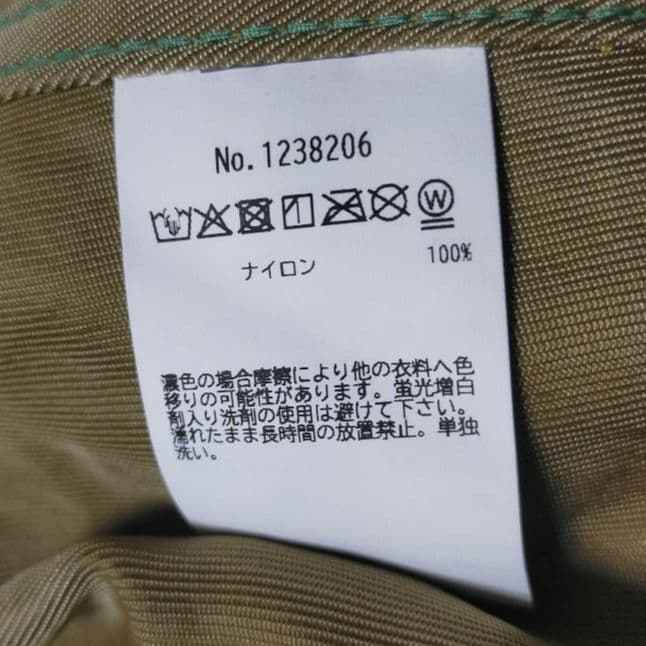 No.1238206
W
ナイロン 100%
濃色の場合摩擦により他の衣料へ色
移りの可能性があります。蛍光増白
剤入り洗剤の使用は避けて下さい。
濡れたまま長時間の放置禁止。単独
洗い。